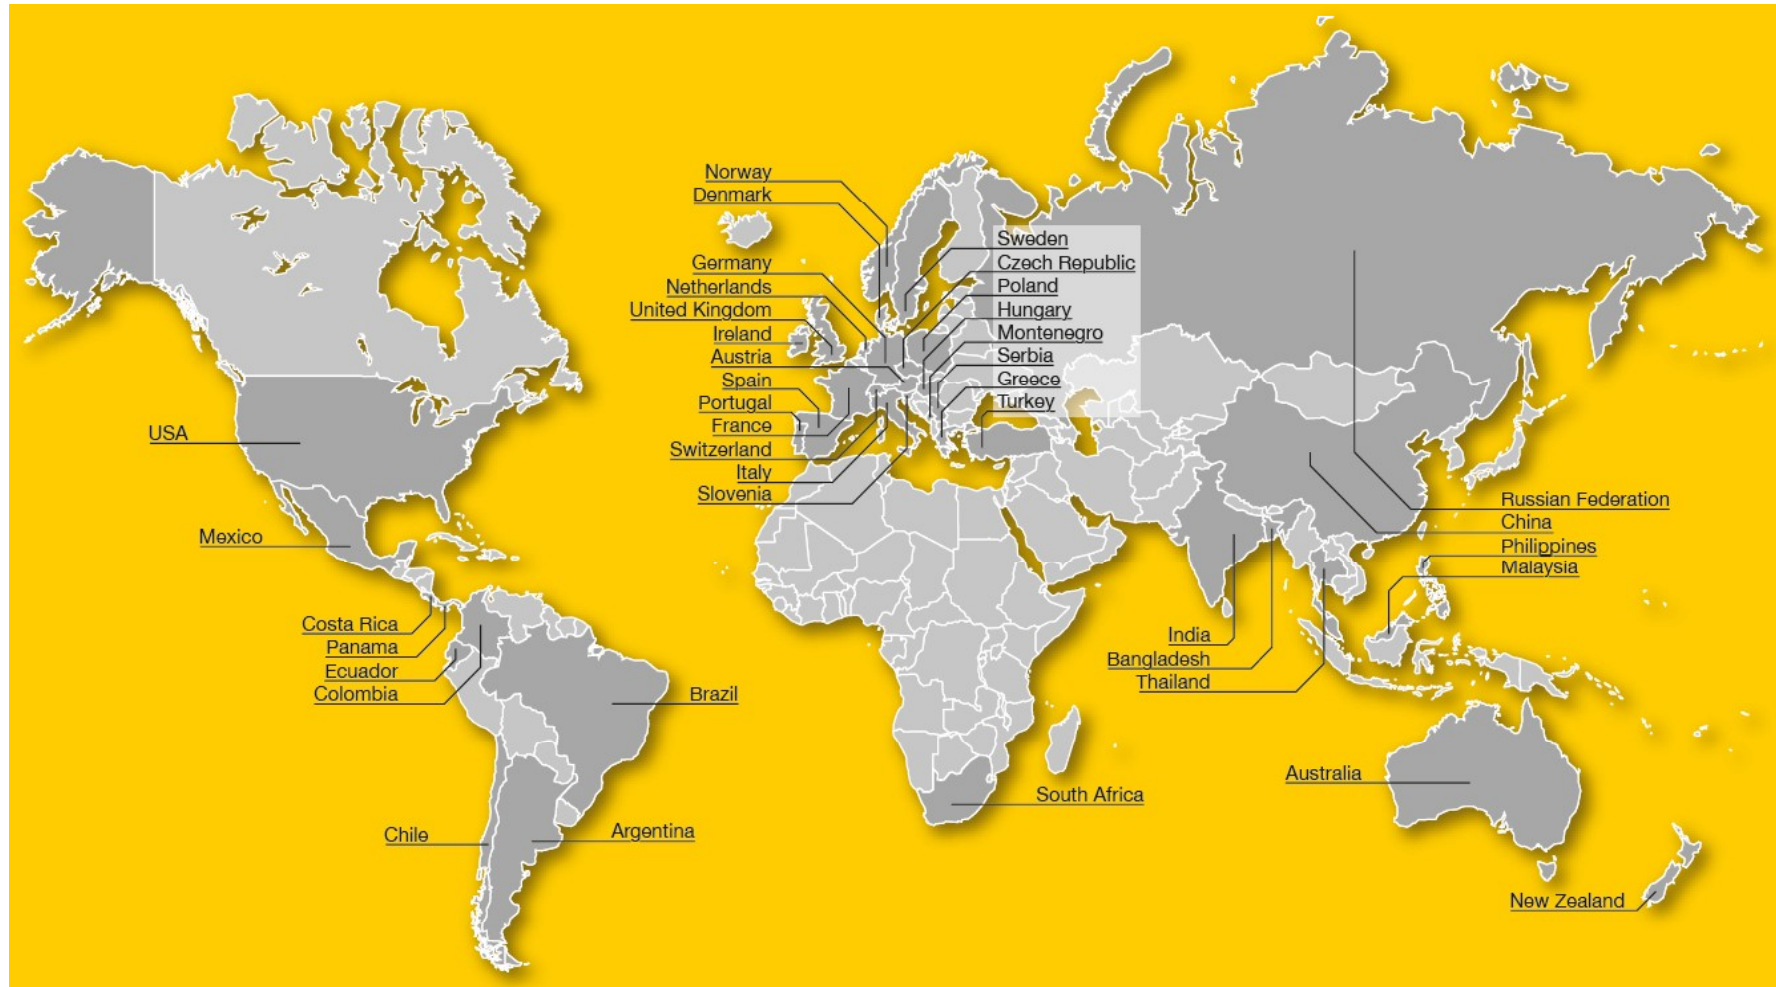 Norway
Denmark
Sweden
Germany
Czech Republic
Netherlands
Poland
United Kingdom
Hungary
Ireland
Montenegro
Austria
Serbia
Spain
Greece
Portugal
Turkey
France
USA
Switzerland
Italy
Slovenia
Russian Federation
China
Mexico
Philippines
Malaysia
Costa Rica
India
Panama
Bangladesh
Ecuador
Thailand
Colombia
Brazil
Australia
South Africa
Chile
Argentina
New Zealand